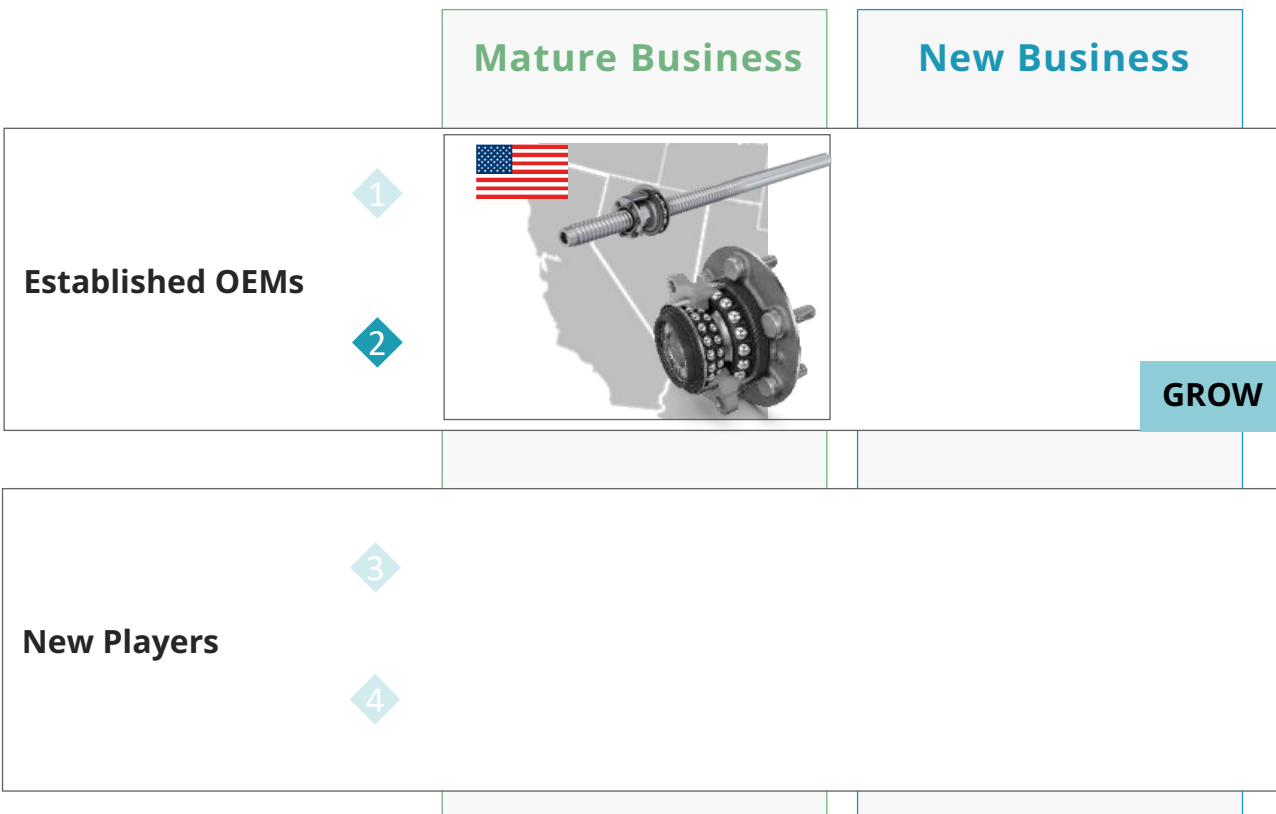 Mature Business
New Business
1
Established OEMs
2
GROW
3
New Players
4